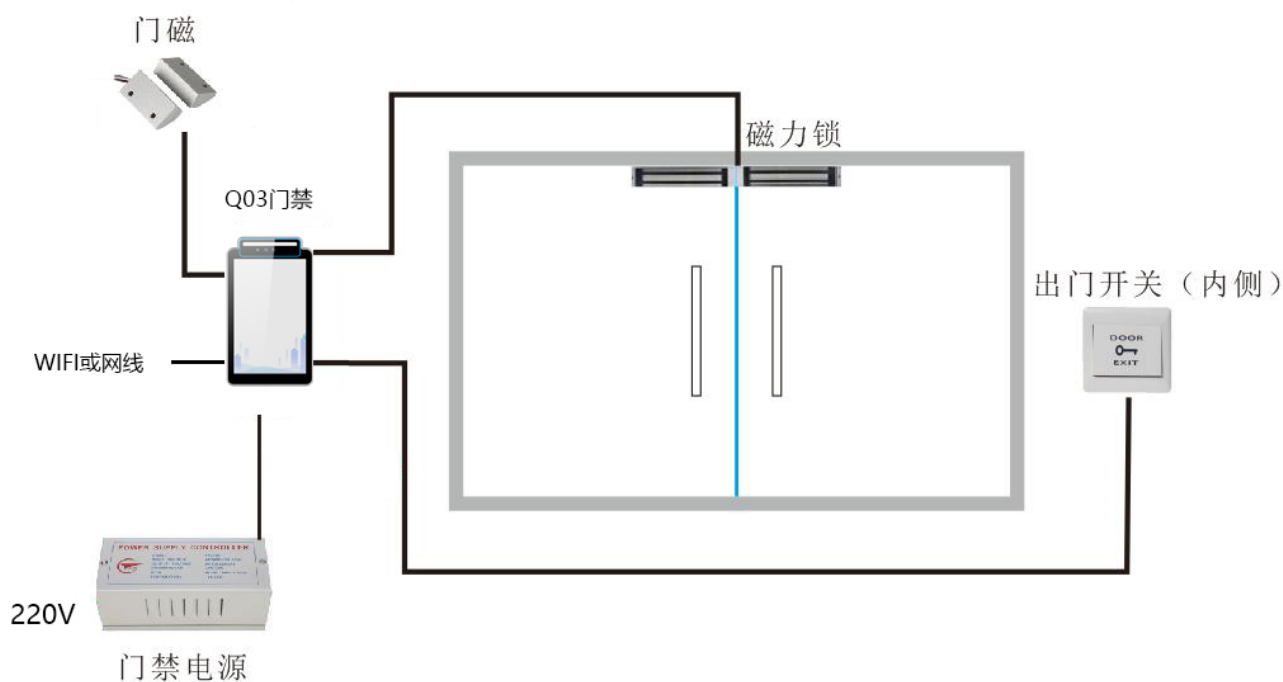 门磁
磁力锁
Q03门禁
出门开关（内侧）
DOOR
EXIT
WIFI或网线
POWER SUPPLY CONTROLLER
220V
门禁电源